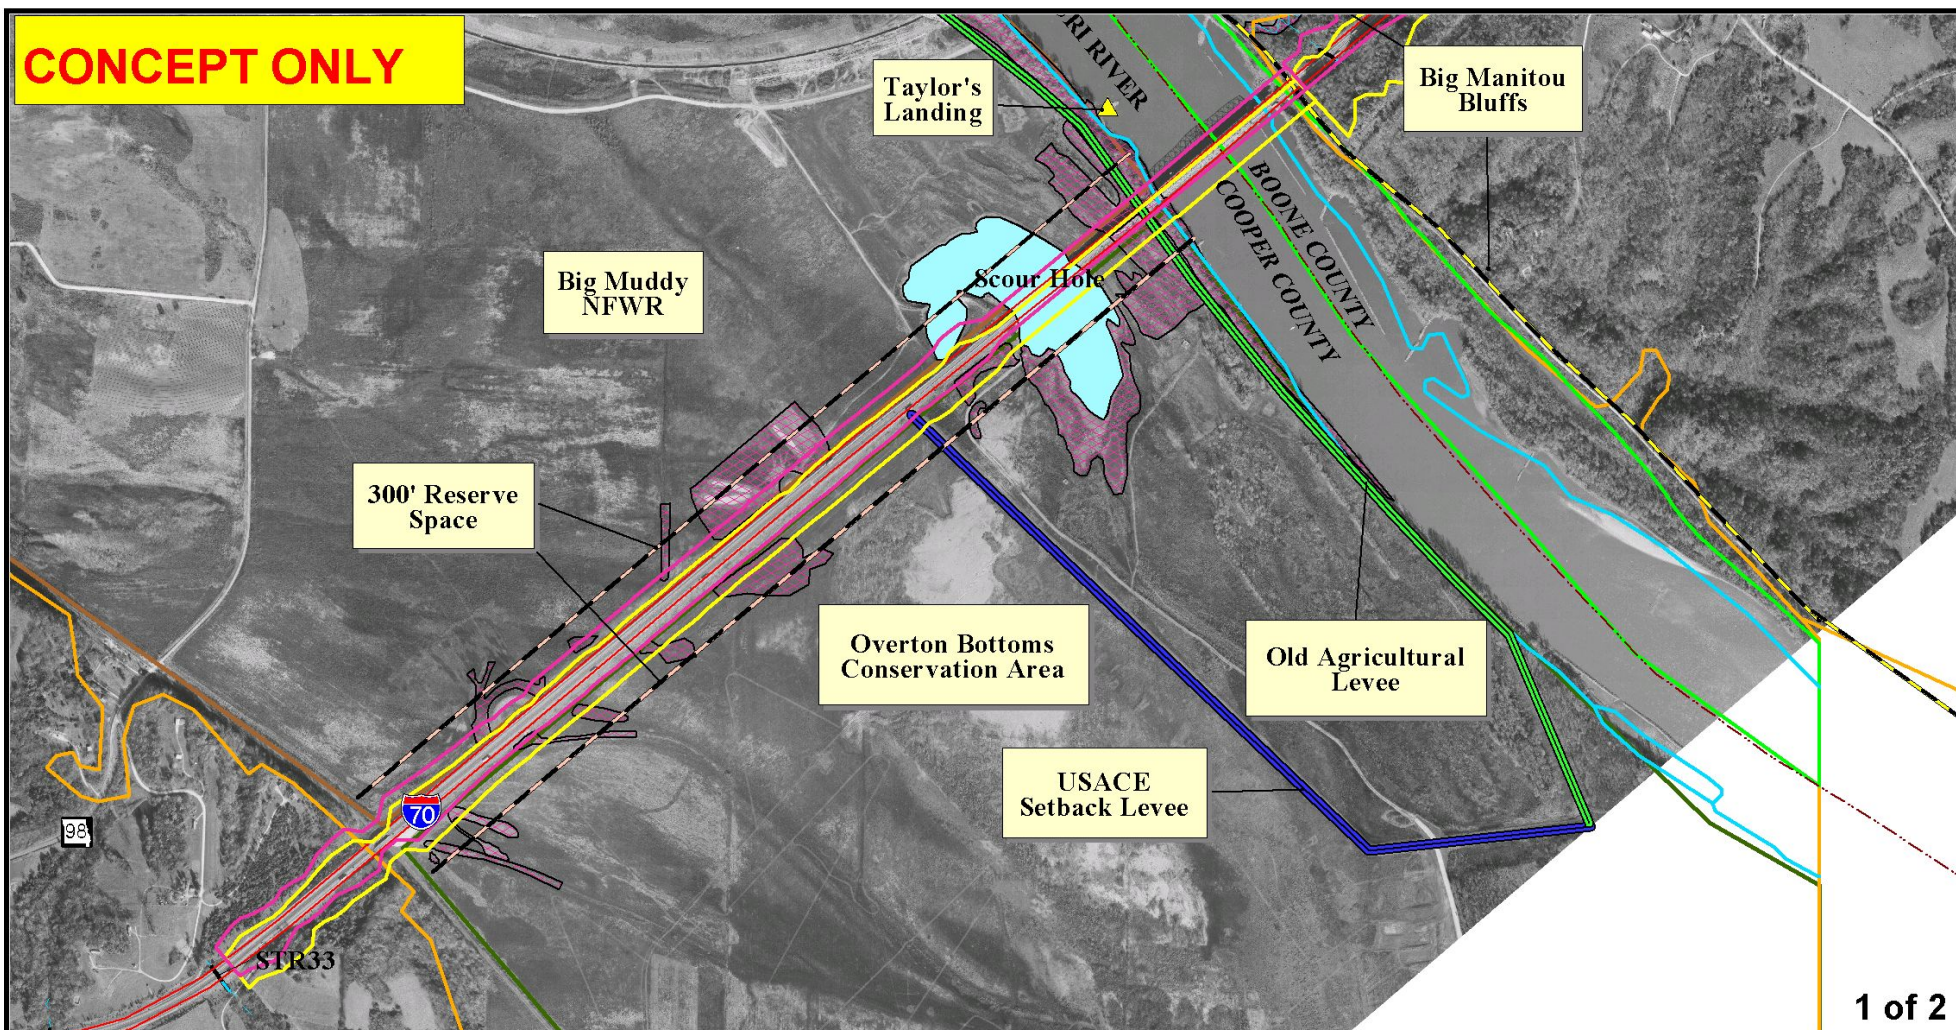 CONCEPT ONLY
Taylor's
Landing
RI RIVER
Big Manitou
Bluffs
BOONE COUNTY
COOPER COUNTY
Big Muddy
NFWR
Scour Hole
300' Reserve
Space
Overton Bottoms
Conservation Area
Old Agricultural
Levee
USACE
Setback Levee
70
98
STR33
1 of 2